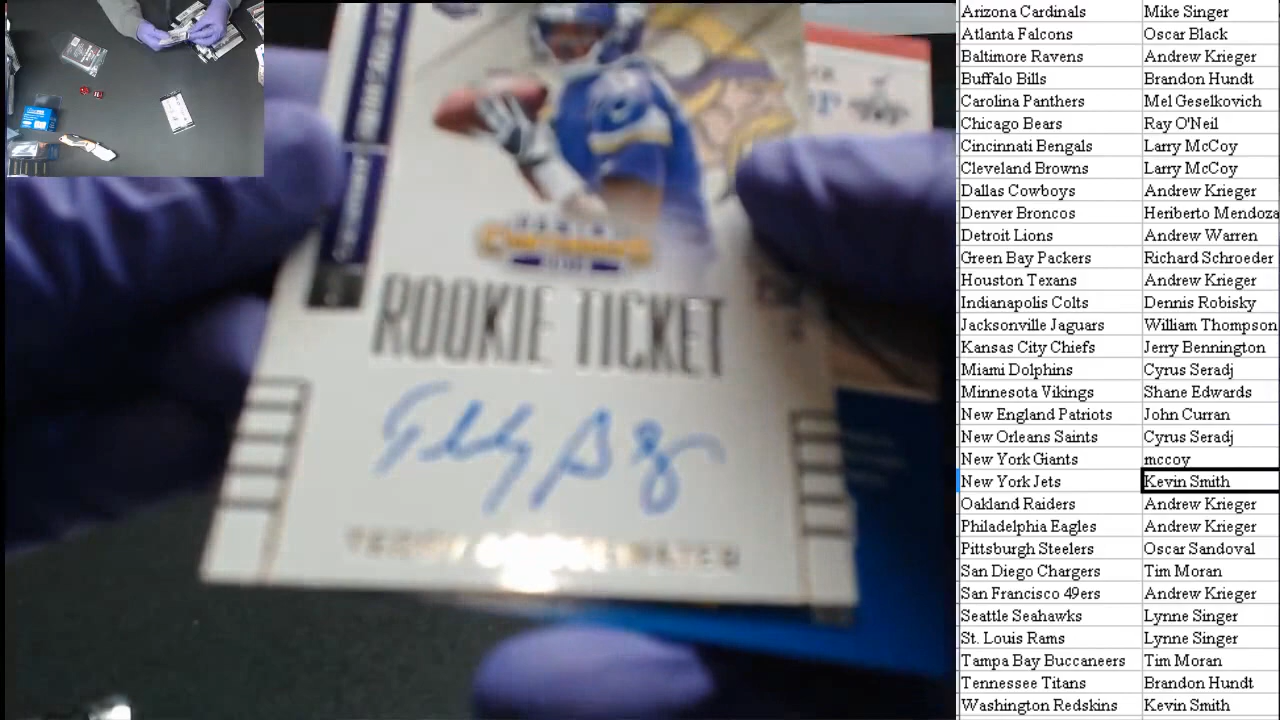 PANINI
CONTENDERS
ROOKIE TICKET
TEDDY BRIDGEWATER
Arizona Cardinals Mike Singer
Atlanta Falcons Oscar Black
Baltimore Ravens Andrew Krieger
Buffalo Bills Brandon Hundt
Carolina Panthers Mel Geselkovich
Chicago Bears Ray O'Neil
Cincinnati Bengals Larry McCoy
Cleveland Browns Larry McCoy
Dallas Cowboys Andrew Krieger
Denver Broncos Heriberto Mendoza
Detroit Lions Andrew Warren
Green Bay Packers Richard Schroeder
Houston Texans Andrew Krieger
Indianapolis Colts Dennis Robisky
Jacksonville Jaguars William Thompson
Kansas City Chiefs Jerry Bennington
Miami Dolphins Cyrus Seradj
Minnesota Vikings Shane Edwards
New England Patriots John Curran
New Orleans Saints Cyrus Seradj
New York Giants mccoy
New York Jets Kevin Smith
Oakland Raiders Andrew Krieger
Philadelphia Eagles Andrew Krieger
Pittsburgh Steelers Oscar Sandoval
San Diego Chargers Tim Moran
San Francisco 49ers Andrew Krieger
Seattle Seahawks Lynne Singer
St. Louis Rams Lynne Singer
Tampa Bay Buccaneers Tim Moran
Tennessee Titans Brandon Hundt
Washington Redskins Kevin Smith